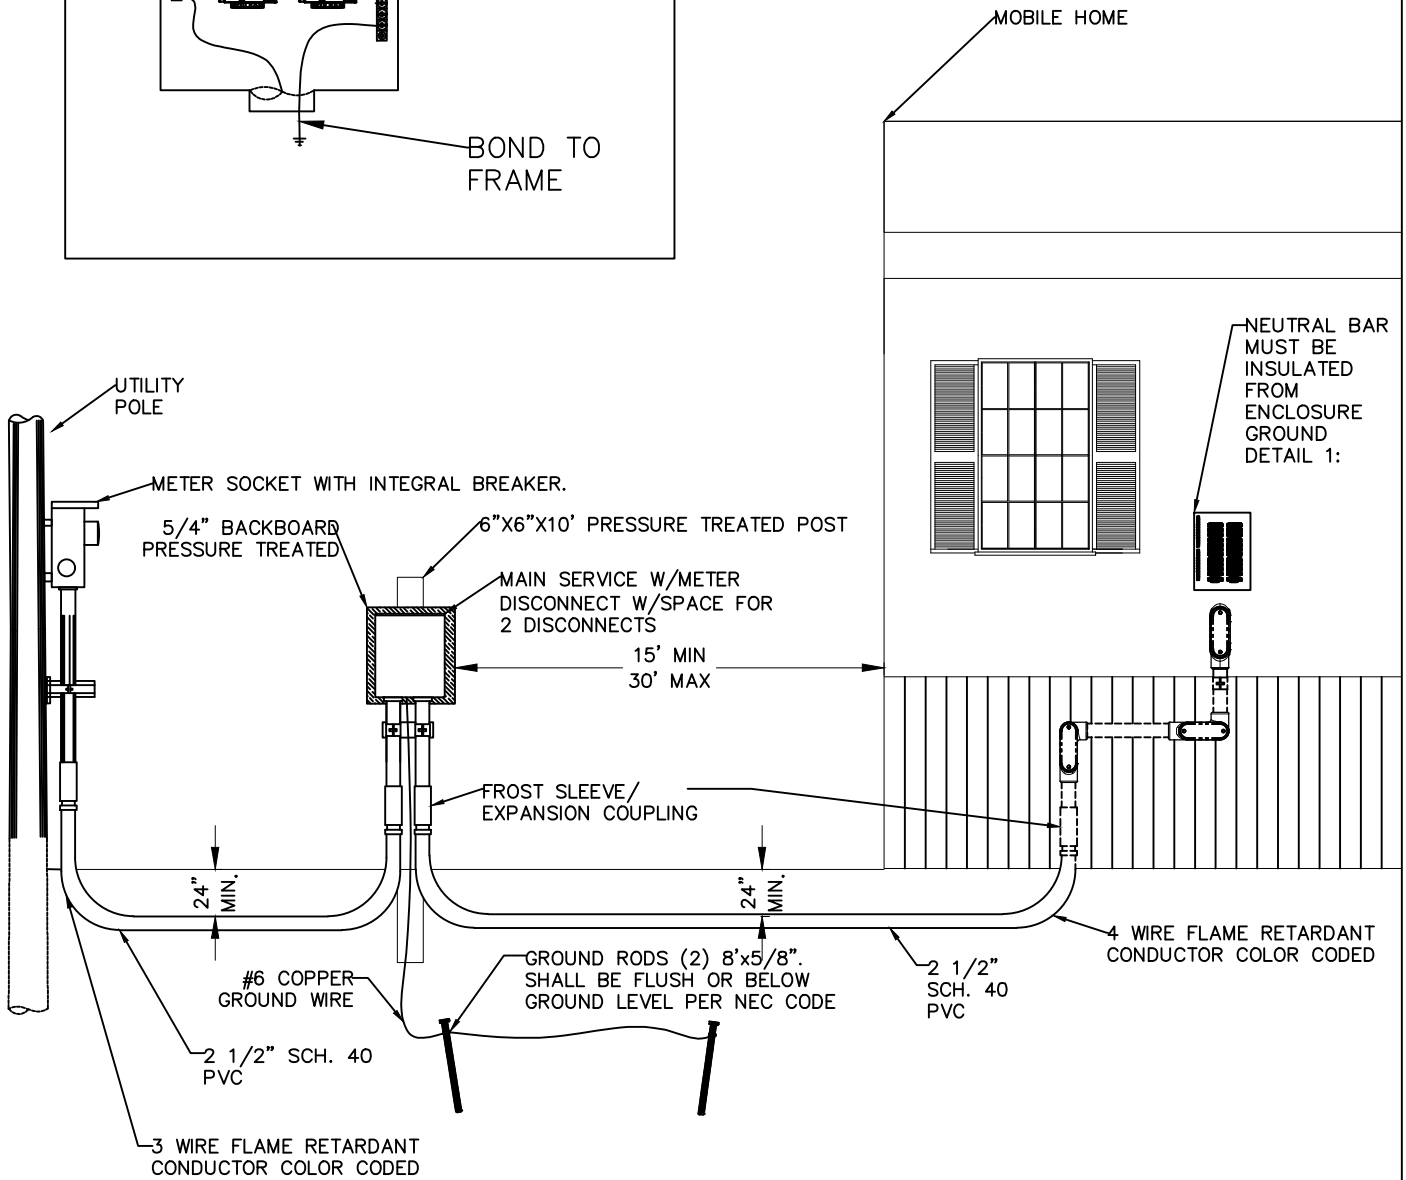 MOBILE HOME
BOND TO
FRAME
NEUTRAL BAR
MUST BE
INSULATED
FROM
ENCLOSURE
GROUND
DETAIL 1:
UTILITY
POLE
METER SOCKET WITH INTEGRAL BREAKER.
5/4" BACKBOARD
PRESSURE TREATED
6"X6"X10' PRESSURE TREATED POST
MAIN SERVICE W/METER
DISCONNECT W/SPACE FOR
2 DISCONNECTS
15' MIN
30' MAX
FROST SLEEVE/
EXPANSION COUPLING
24"
MIN.
24"
MIN.
4 WIRE FLAME RETARDANT
CONDUCTOR COLOR CODED
#6 COPPER
GROUND WIRE
GROUND RODS (2) 8'x5/8".
SHALL BE FLUSH OR BELOW
GROUND LEVEL PER NEC CODE
2 1/2"
SCH. 40
PVC
2 1/2" SCH. 40
PVC
3 WIRE FLAME RETARDANT
CONDUCTOR COLOR CODED